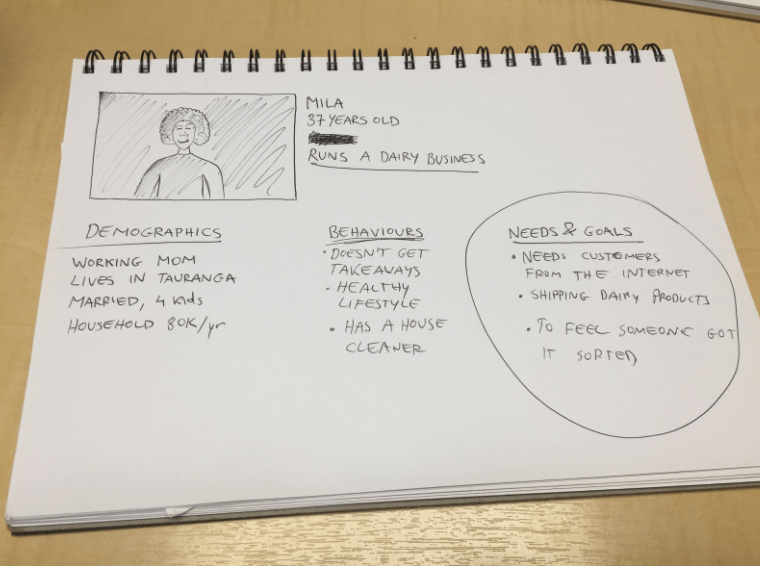 MILA
37 YEARS OLD
RUNS A DAIRY BUSINESS
DEMOGRAPHICS
WORKING MOM
LIVES IN TAURANGA
MARRIED, 4 KidS
HOUSEHOLD 80K/yr
BEHAVIOURS
• DOESN'T GET
TAKEAWAYS
• HEALTHY
LIFESTYLE
• HAS A HOUSE
CLEANER
NEEDS & GOALS
• NEEDS CUSTOMERS
FROM THE INTERNET
• SHIPPING DAIRY PRODUCTS
• TO FEEL SOMEONE GOT
IT SORTED